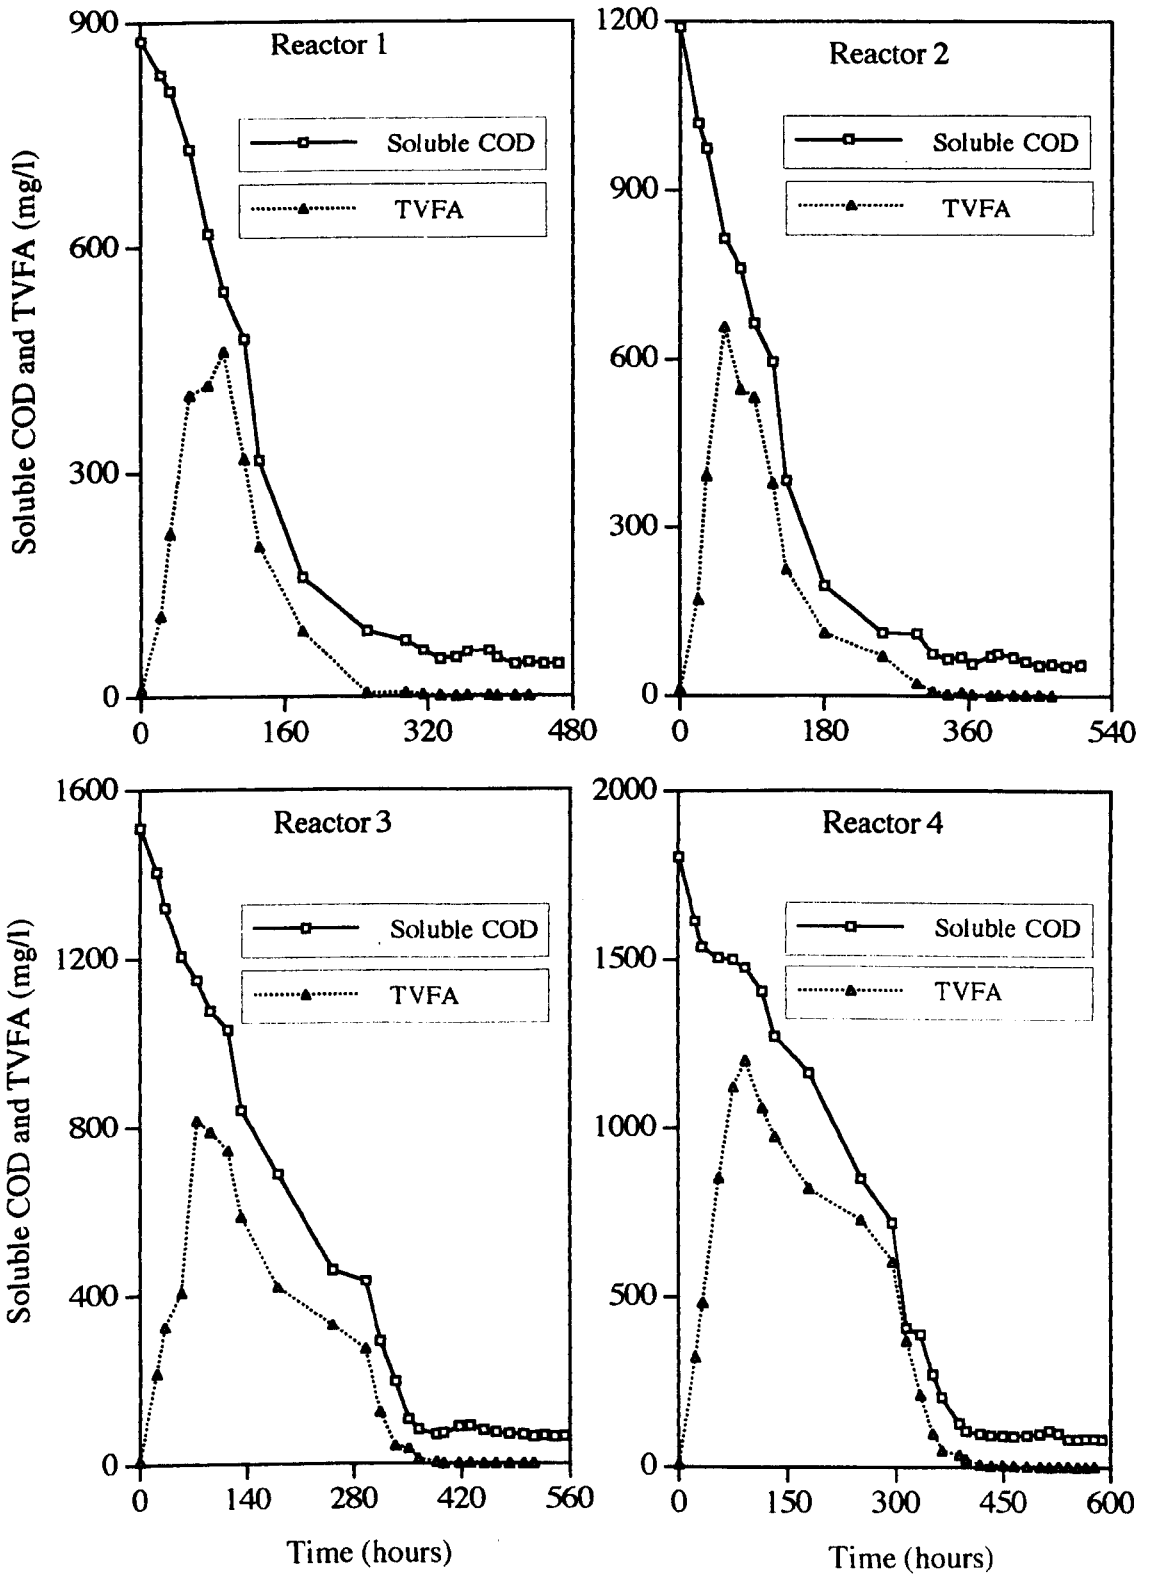 Soluble COD and TVFA (mg/l)
900
600
300
0
Reactor 1
Soluble COD
TVFA
0 160 320 480
1200
900
600
300
0
Reactor 2
Soluble COD
TVFA
0 180 360 540
Soluble COD and TVFA (mg/l)
1600
1200
800
400
0
Reactor 3
Soluble COD
TVFA
0 140 280 420 560
Time (hours)
2000
1500
1000
500
0
Reactor 4
Soluble COD
TVFA
0 150 300 450 600
Time (hours)